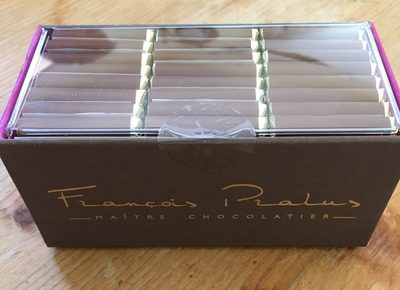 François Pralus
MAÎTRE CHOCOLATIER